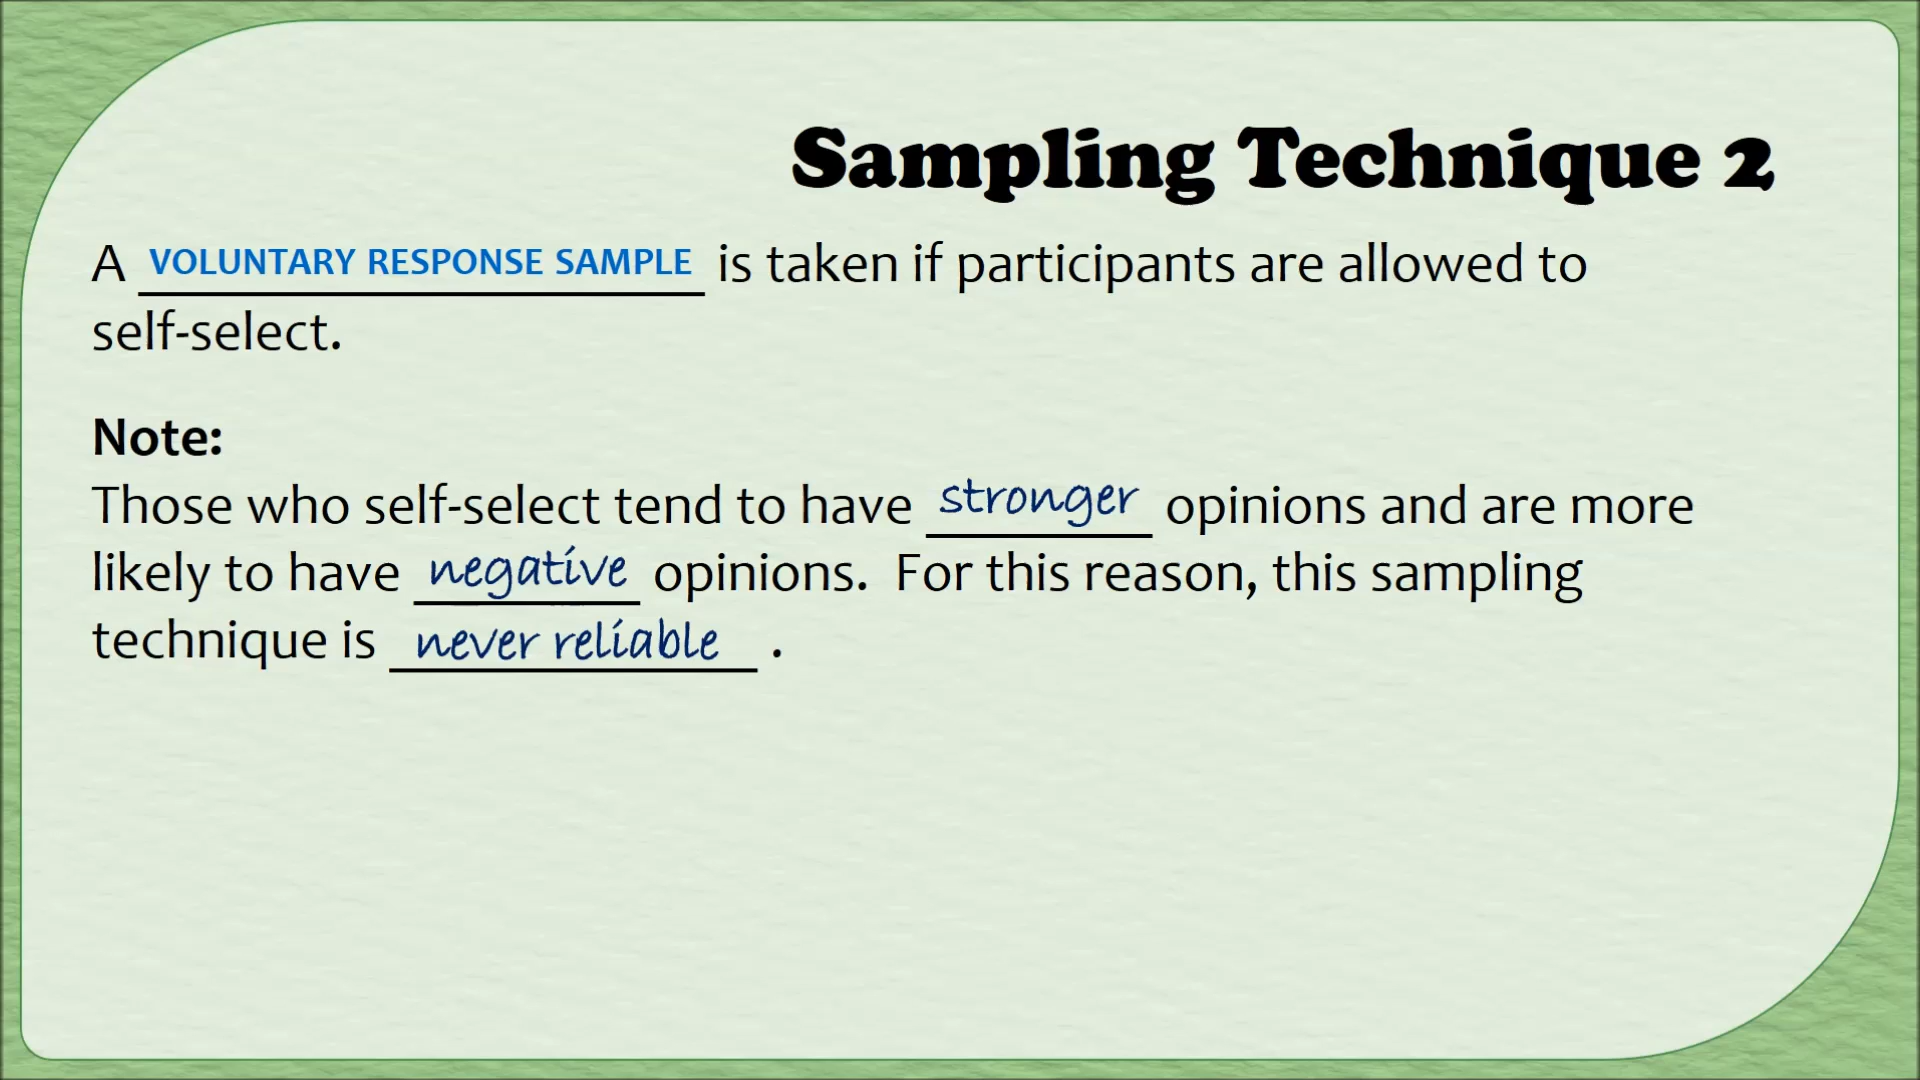 Sampling Technique 2
A VOLUNTARY RESPONSE SAMPLE is taken if participants are allowed to
self-select.
Note:
Those who self-select tend to have stronger opinions and are more
likely to have negative opinions. For this reason, this sampling
technique is never reliable .